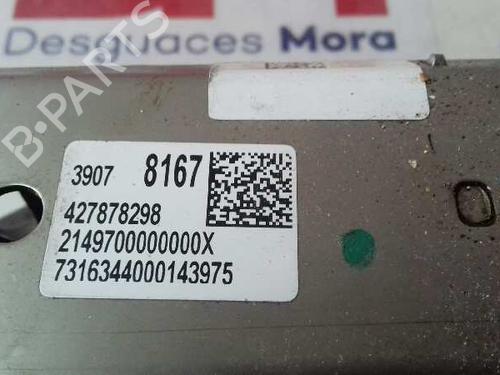 Desguaces Mora
B-PARTS
3907 8167
427878298
2149700000000X
7316344000143975